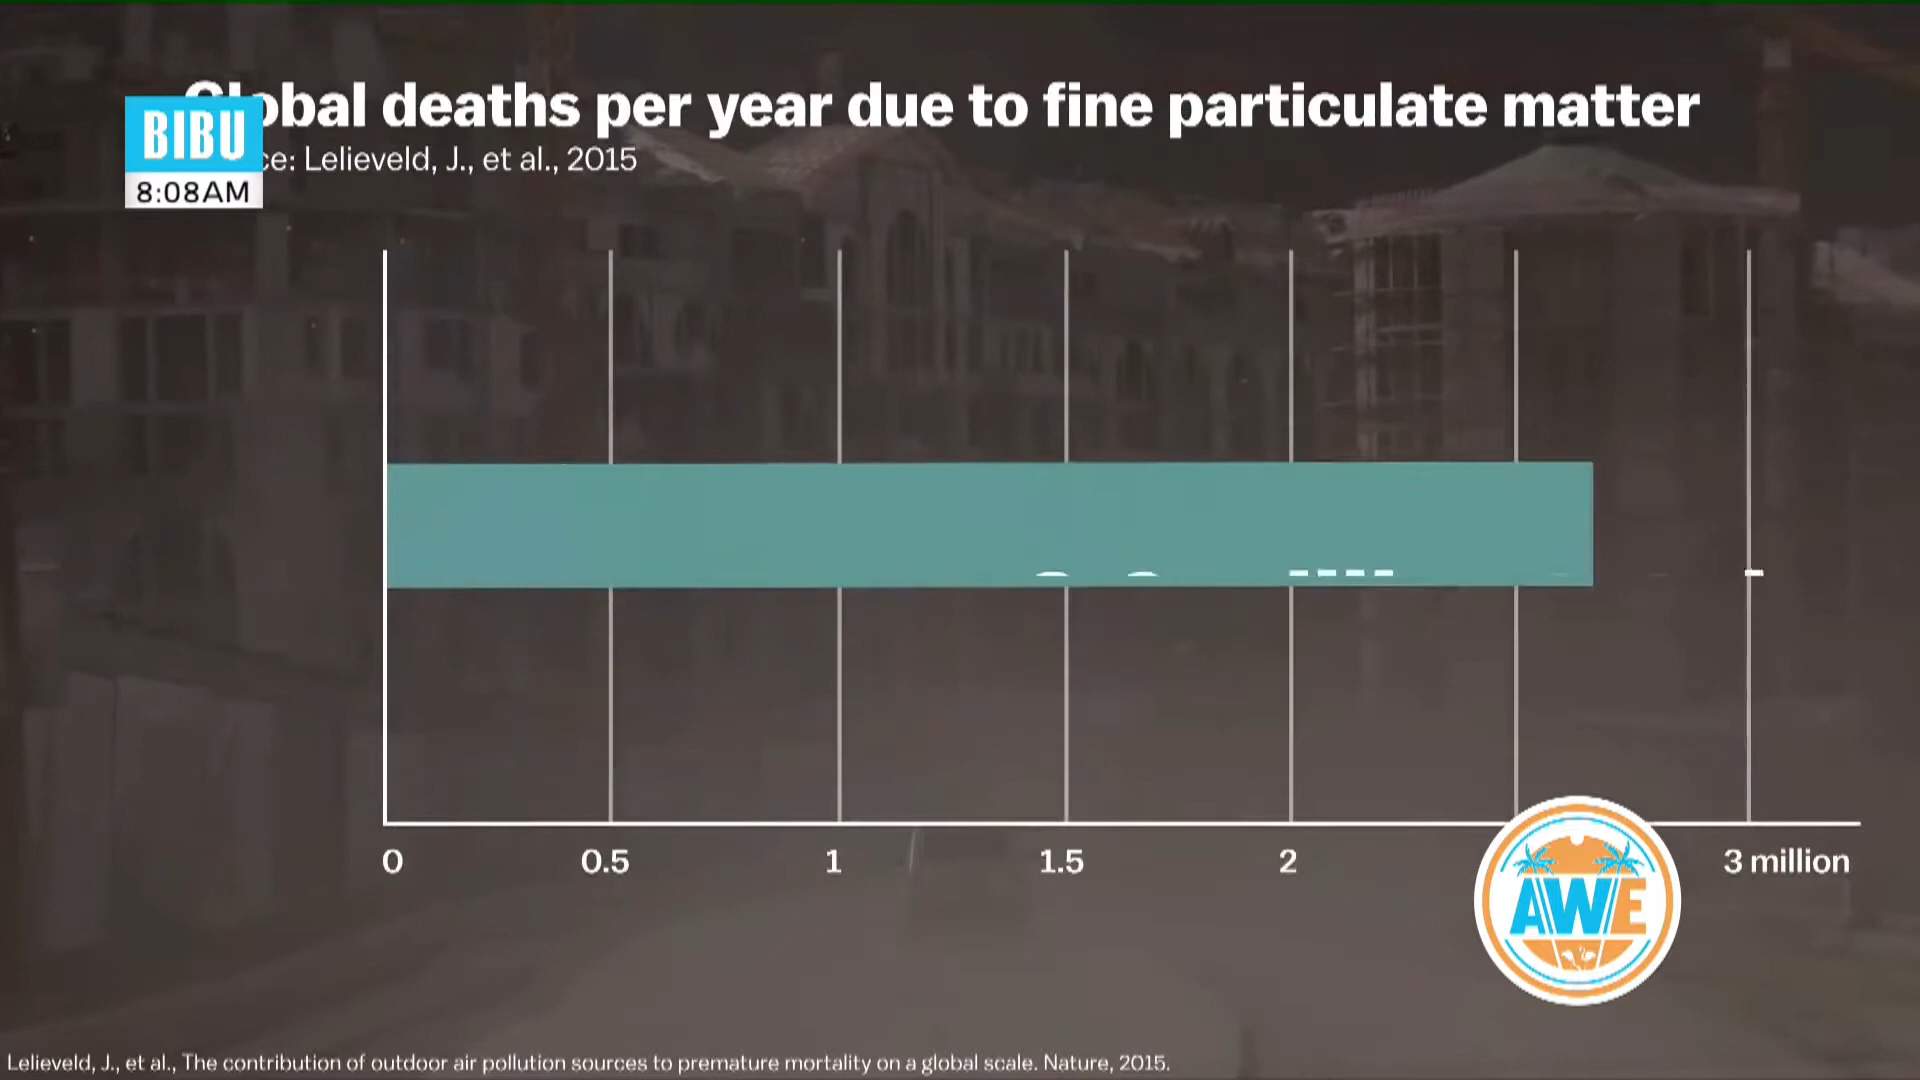 obal deaths per year due to fine particulate matter
BIBU
ce: Lelieveld, J., et al., 2015
8:08AM
0
0.5
1
1.5
2
3 million
AWE
Lelieveld, J., et al., The contribution of outdoor air pollution sources to premature mortality on a global scale. Nature, 2015.